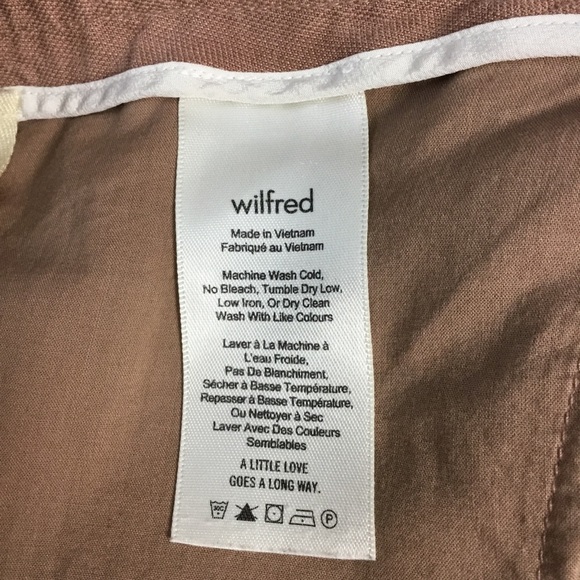 wilfred
Made in Vietnam
Fabriqué au Vietnam
Machine Wash Cold,
No Bleach, Tumble Dry Low,
Low Iron, Or Dry Clean
Wash With Like Colours
Laver à La Machine à
L'eau Froide,
Pas De Blanchiment,
Sécher à Basse Température,
Repasser à Basse Température,
Ou Nettoyer à Sec
Laver Avec Des Couleurs
Semblables
A LITTLE LOVE
GOES A LONG WAY.
30C P